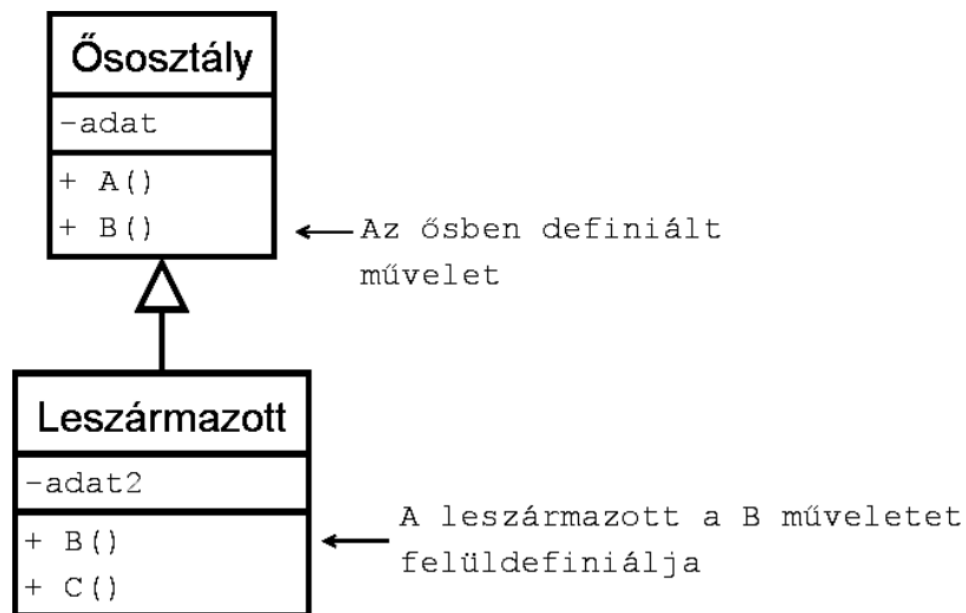 Ősosztály
-adat
+ A()
+ B()
Az ősben definiált
művelet
Leszármazott
-adat2
+ B()
+ C()
A leszármazott a B műveletet
felüldefiniálja